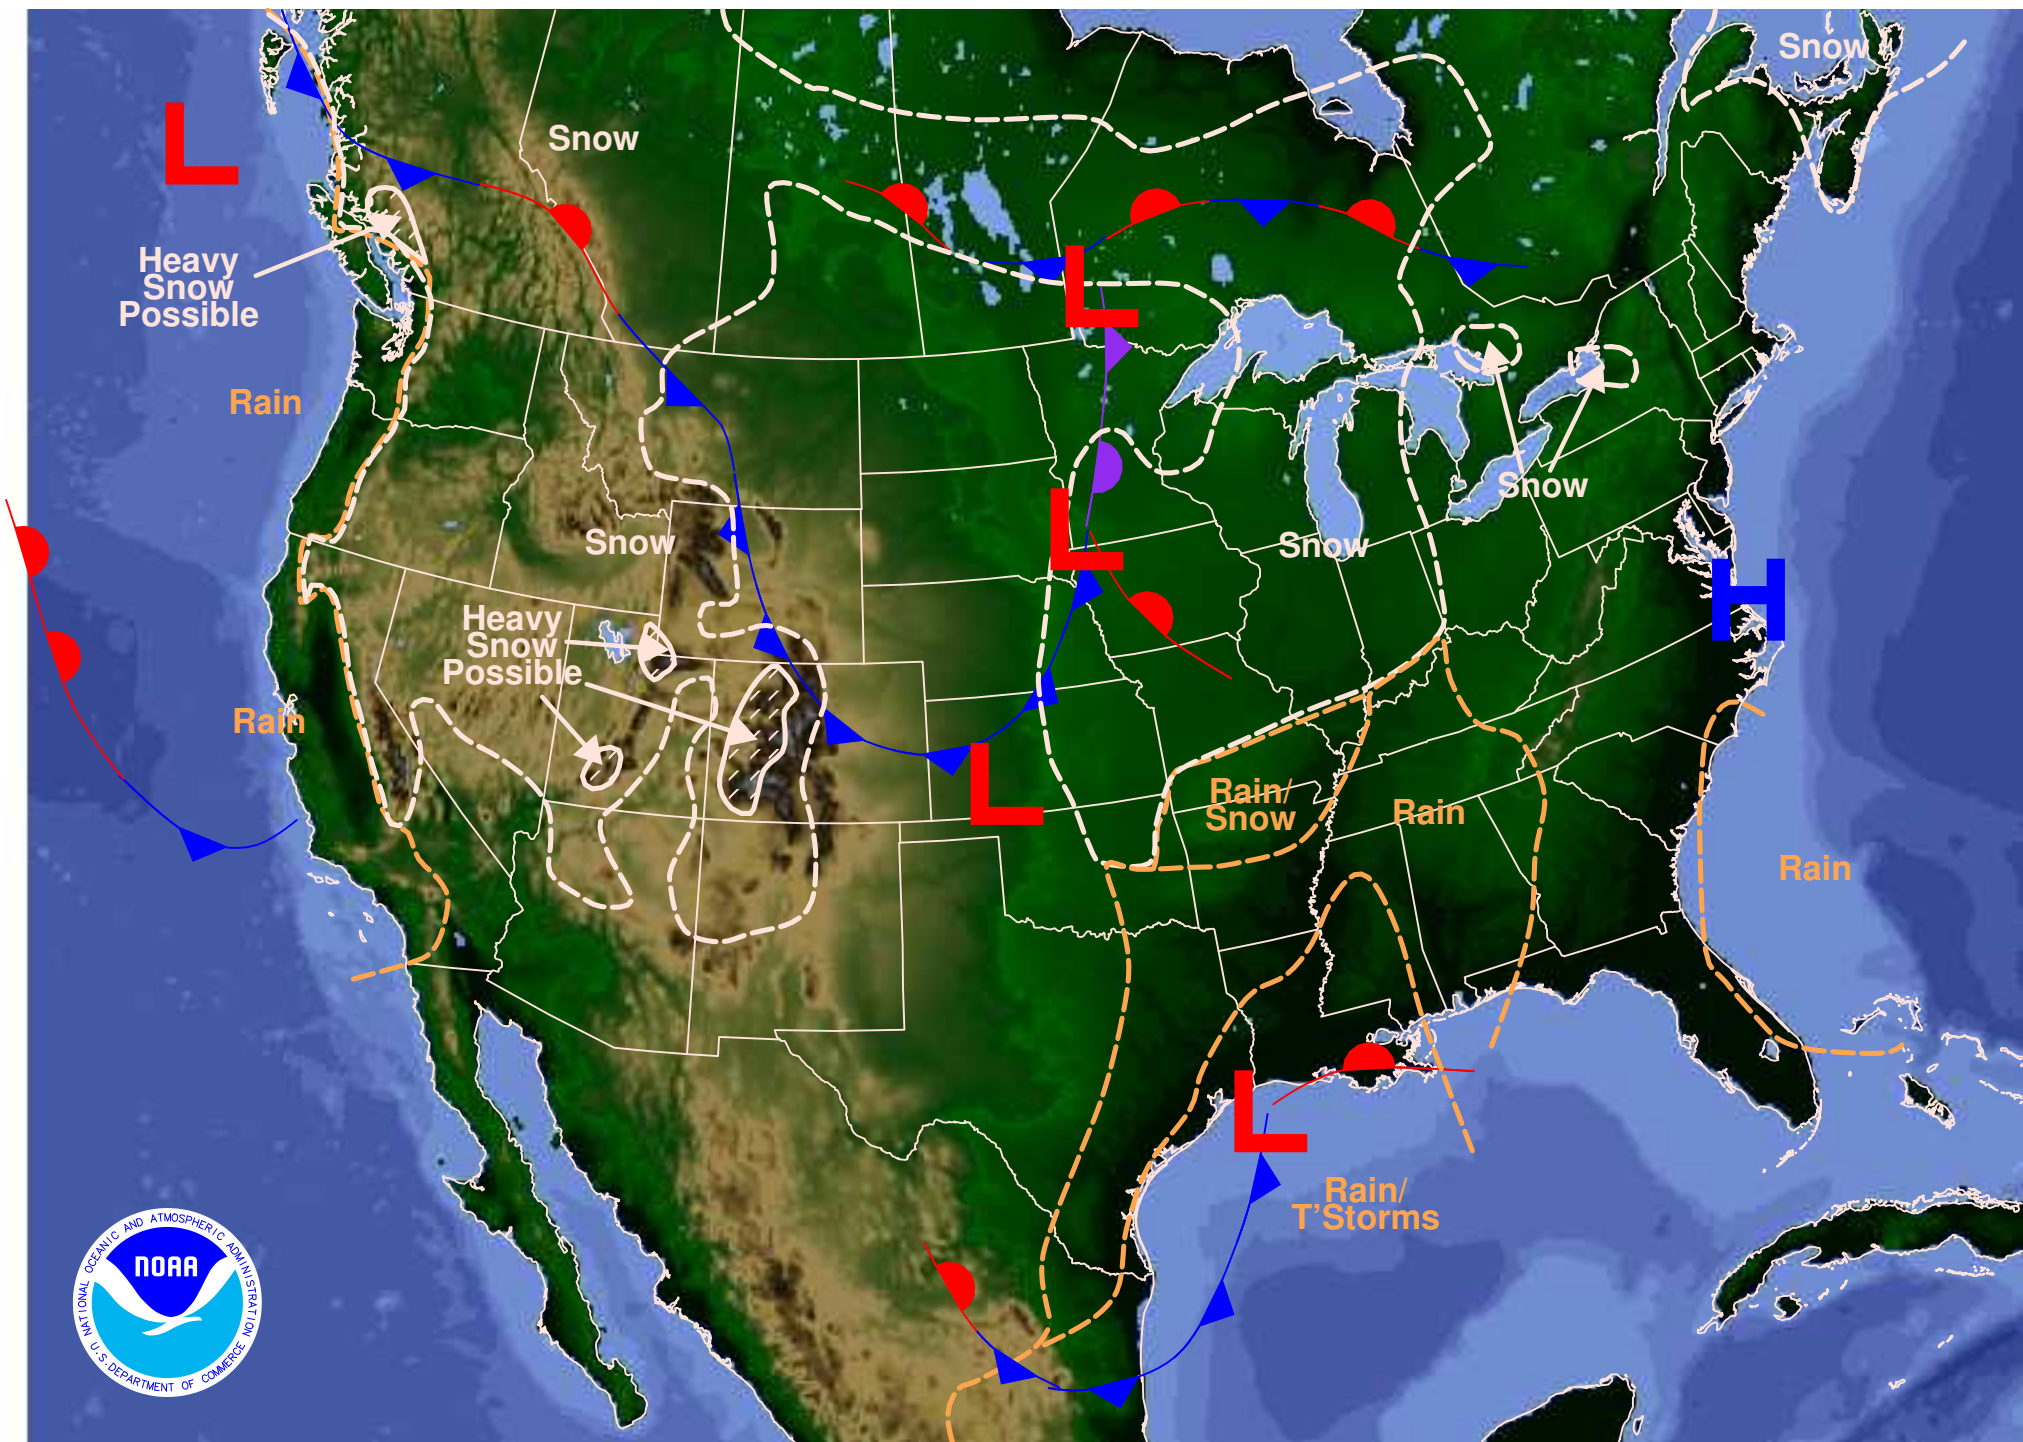 Snow
Snow
L
Heavy
Snow
Possible
L
Rain
Snow
L
Snow
Snow
H
Heavy
Snow
Possible
Rain
L
Rain/
Snow
Rain
Rain
L
Rain/
T'Storms
NATIONAL OCEANIC AND ATMOSPHERIC ADMINISTRATION
NOAA
U.S. DEPARTMENT OF COMMERCE